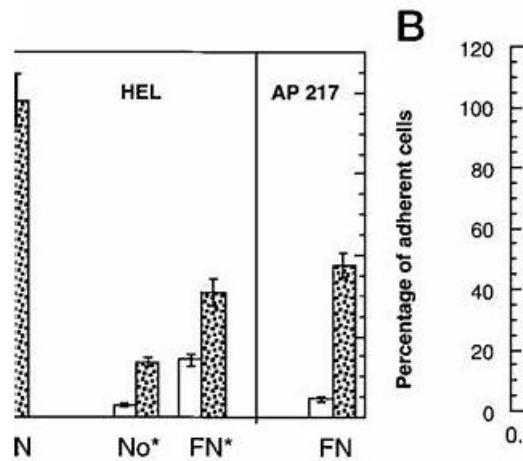 HEL
AP 217
N
No*
FN*
FN
B
Percentage of adherent cells
120
100
80
60
40
20
0
0.